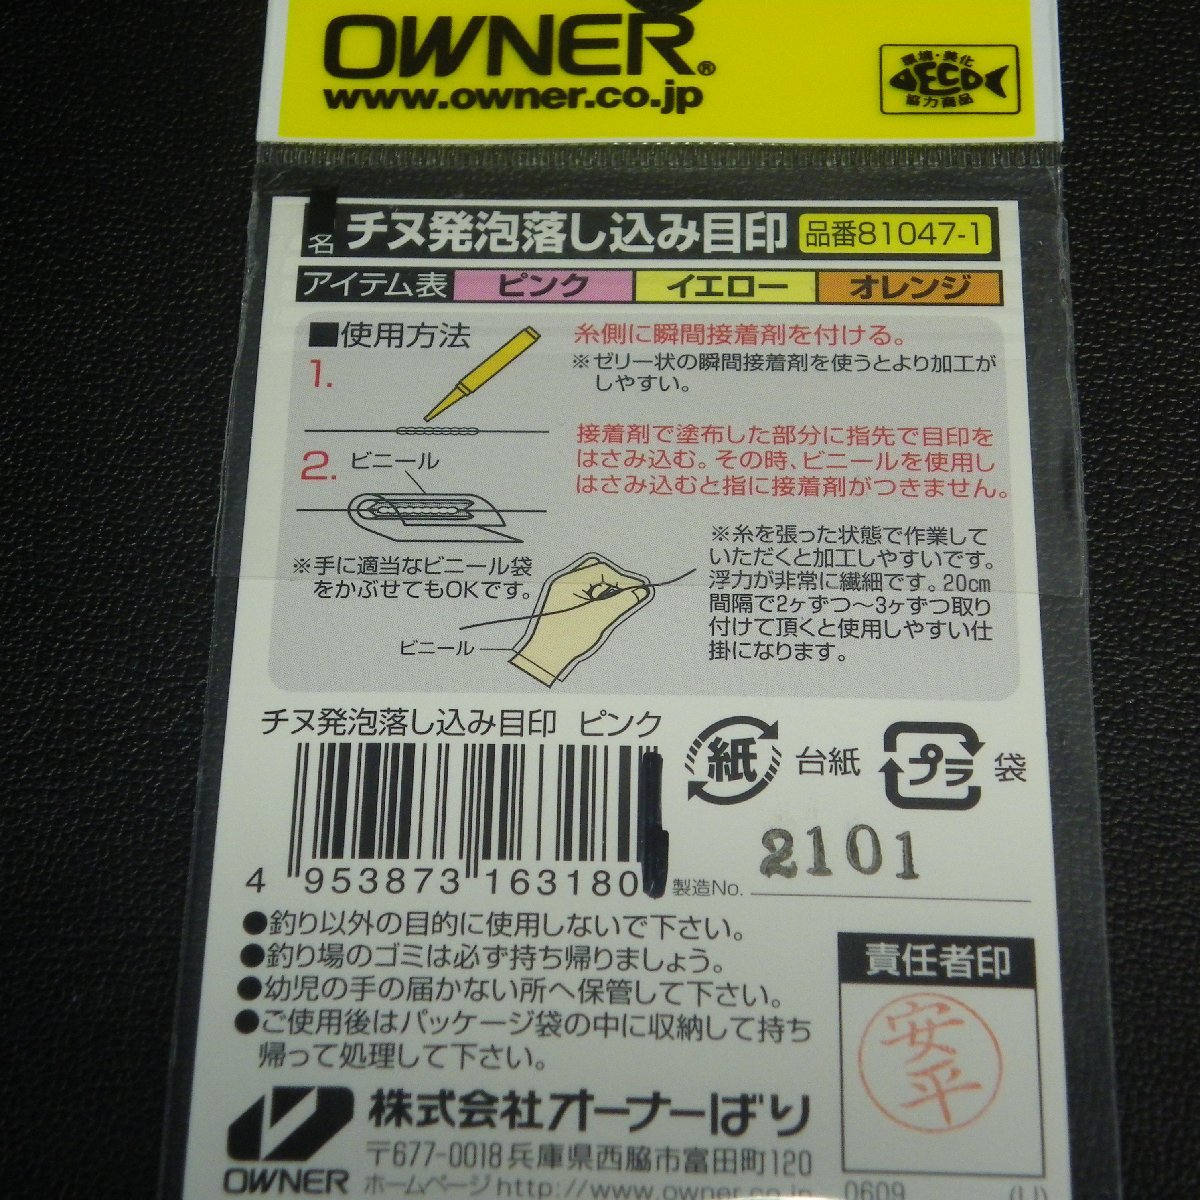 OWNER®
www.owner.co.jp
環境・美化
ECO
協力商品
名 チヌ発泡落し込み目印 品番81047-1
アイテム表 ピンク イエロー オレンジ
■使用方法
1.
糸側に瞬間接着剤を付ける。
※ゼリー状の瞬間接着剤を使うとより加工が
しやすい。
2.
ビニール
接着剤で塗布した部分に指先で目印を
はさみ込む。その時、ビニールを使用し
はさみ込むと指に接着剤がつきません。
※手に適当なビニール袋
をかぶせてもOKです。
ビニール
※糸を張った状態で作業して
いただくと加工しやすいです。
浮力が非常に繊細です。20cm
間隔で2ヶずつ〜3ヶずつ取り
付けて頂くと使用しやすい仕
掛になります。
チヌ発泡落し込み目印 ピンク
紙 台紙 プラ 袋
4 953873 163180
製造No. 2101
●釣り以外の目的に使用しないで下さい。
●釣り場のゴミは必ず持ち帰りましょう。
●幼児の手の届かない所へ保管して下さい。
●ご使用後はパッケージ袋の中に収納して持ち
帰って処理して下さい。
責任者印
安平
OWNER
株式会社オーナーばり
〒677-0018兵庫県西脇市富田町120
ホームページhttp://www.owner.co.jp
0609
(U)